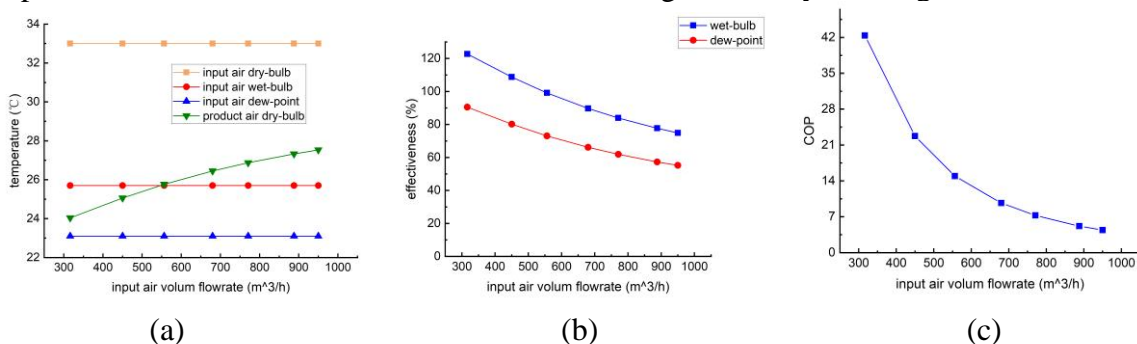 34
32
30
28
26
24
22
temperature (℃)
input air dry-bulb
input air wet-bulb
input air dew-point
product air dry-bulb
300 400 500 600 700 800 900 1000
input air volum flowrate (m^3/h)
(a)
wet-bulb
dew-point
120
100
80
60
40
20
0
effectiveness (%)
300 400 500 600 700 800 900 1000
input air volum flowrate (m^3/h)
(b)
42
35
28
21
14
7
0
COP
300 400 500 600 700 800 900 1000
input air volum flowrate (m^3/h)
(c)